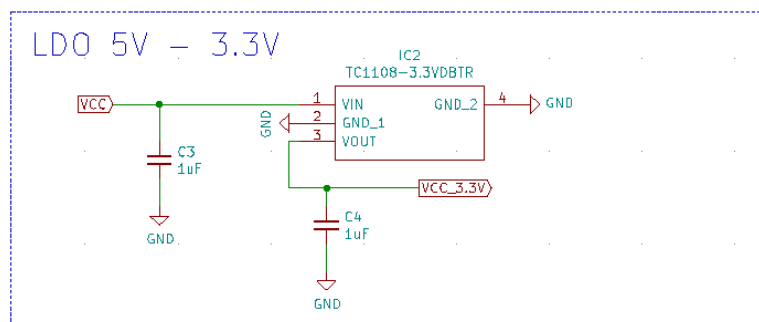 LDO 5V - 3.3V
IC2
TC1108-3.3VDBTR
VCC
1 VIN GND_2 4 GND
GND 2 GND_1
3 VOUT
C3
1uF
VCC_3.3V
C4
1uF
GND
GND